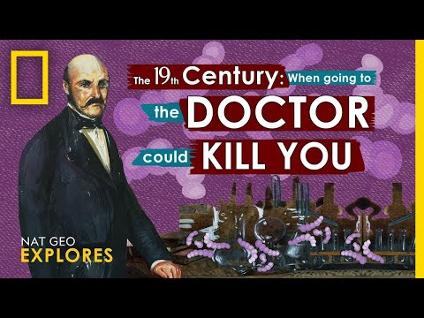 The 19th Century: When going to
the DOCTOR
could KILL YOU
NAT GEO
EXPLORES